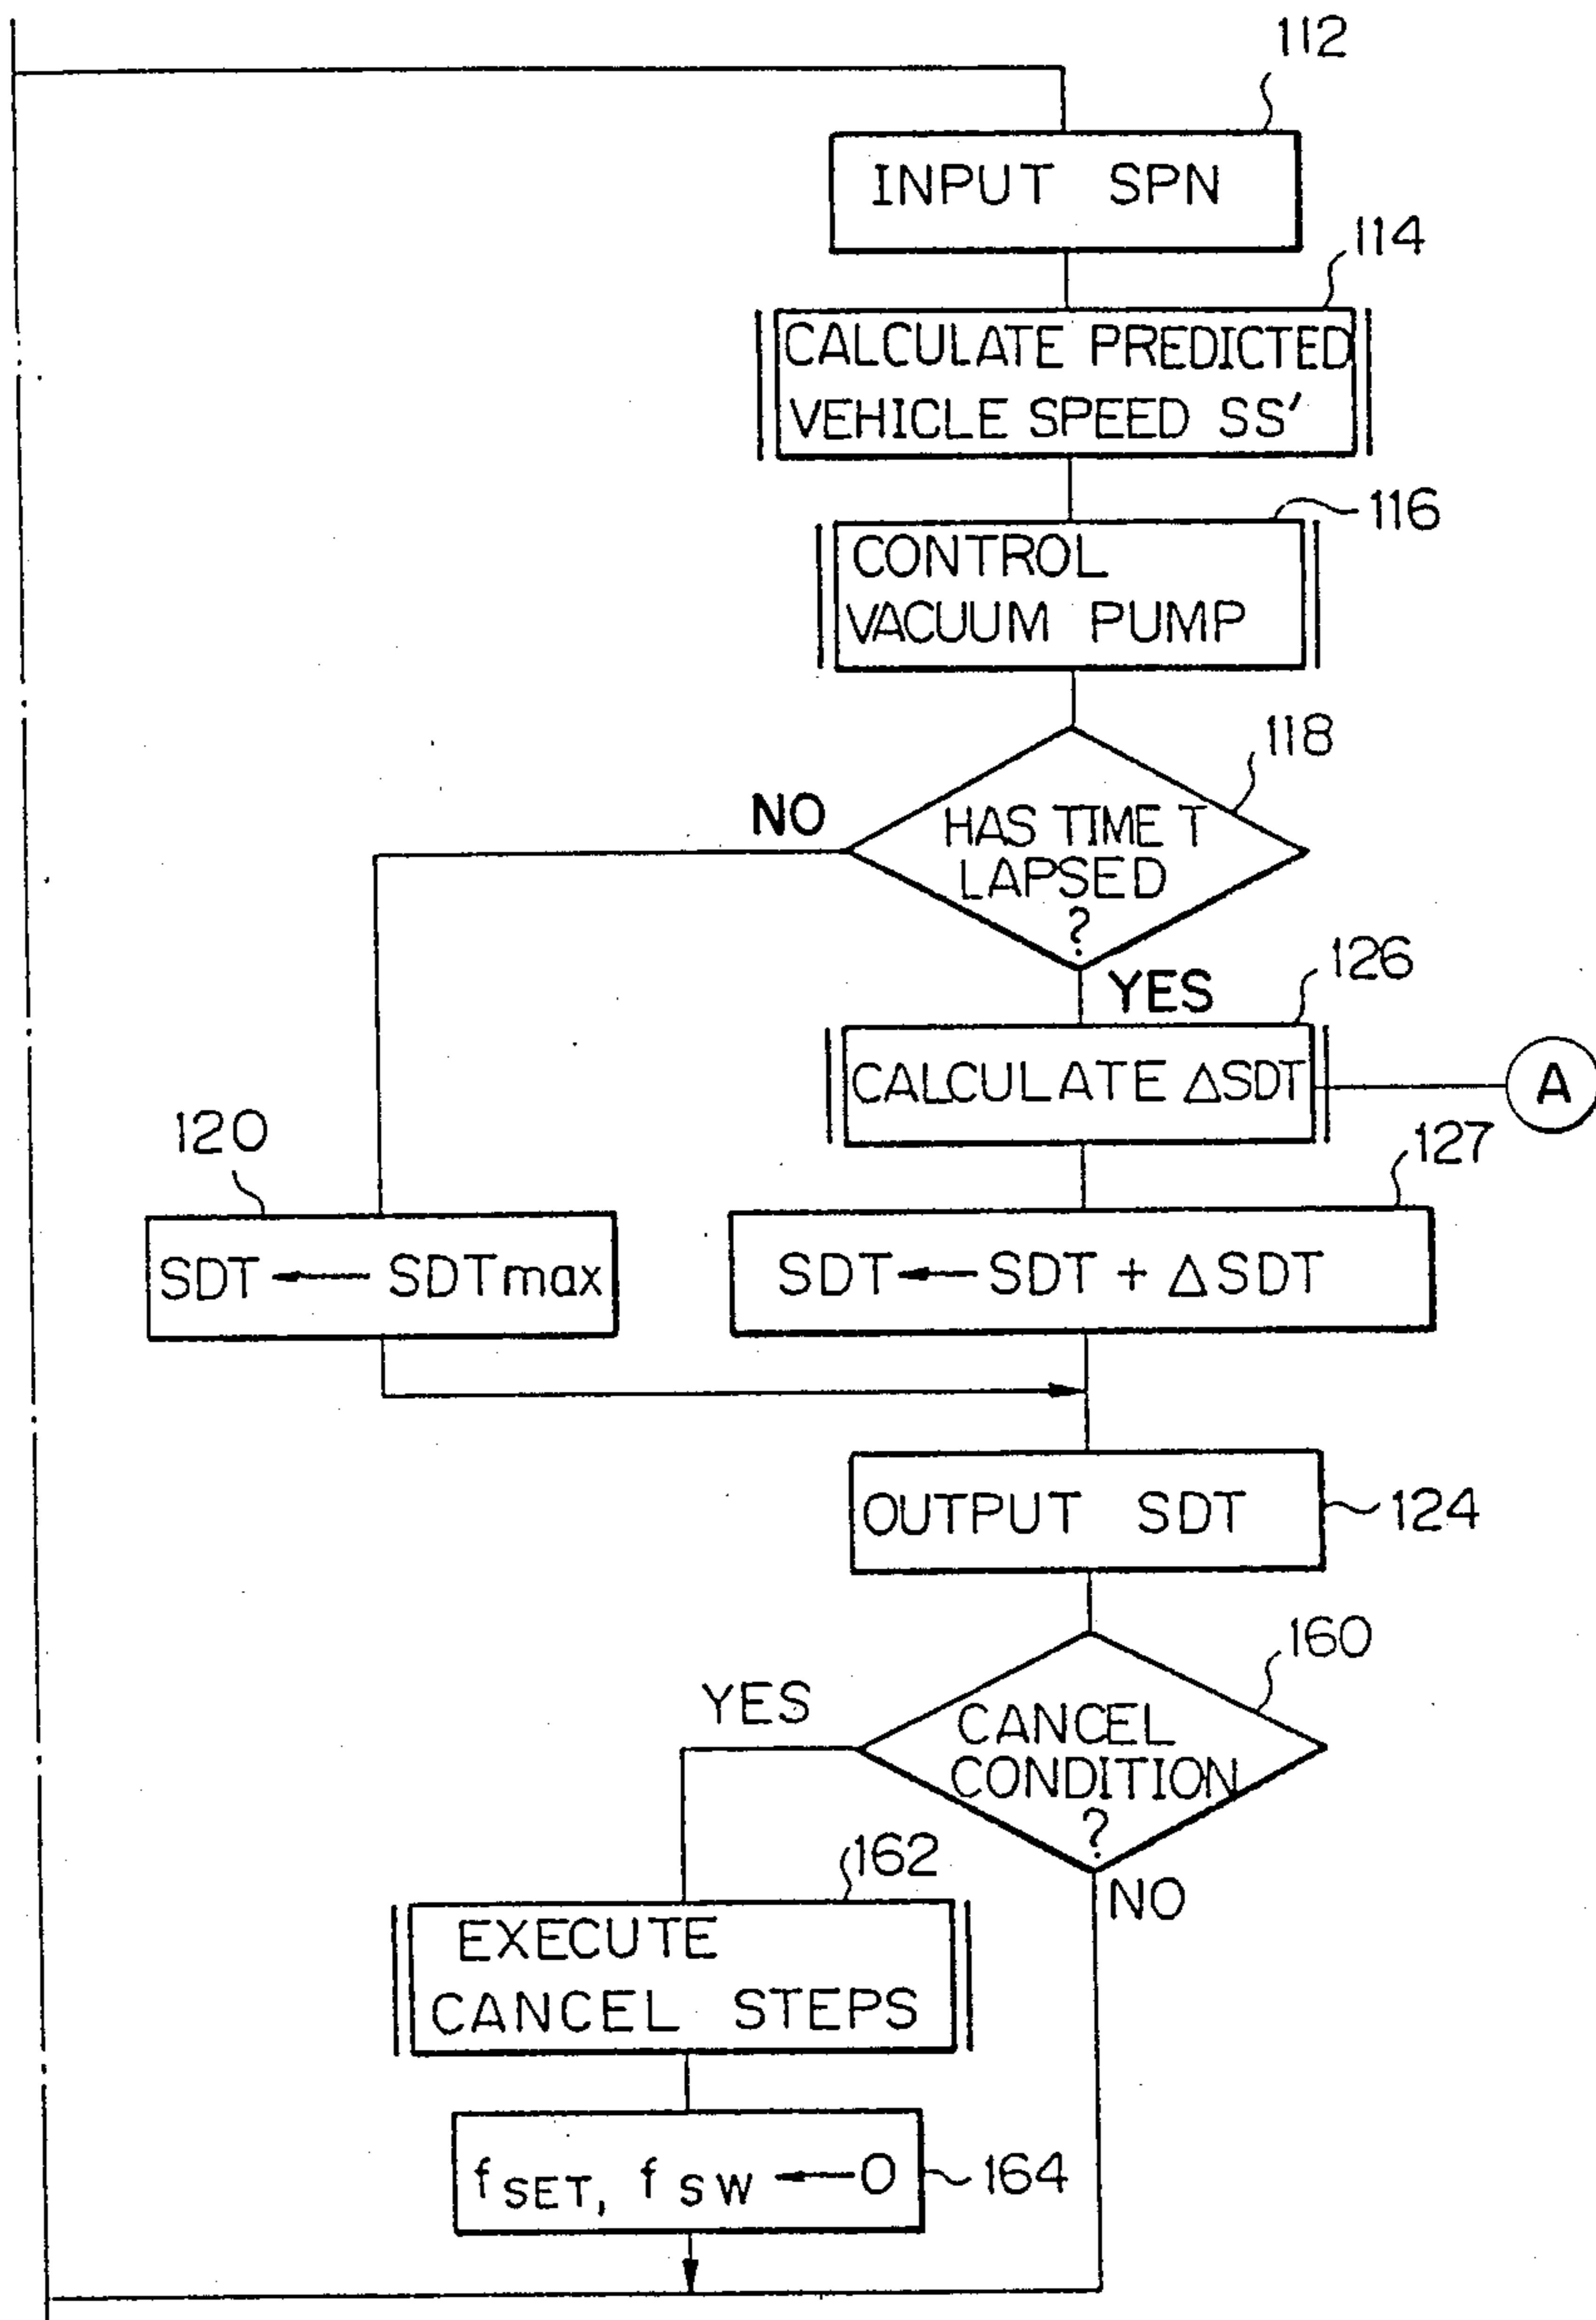 112
INPUT SPN
114
CALCULATE PREDICTED
VEHICLE SPEED SS'
116
CONTROL
VACUUM PUMP
118
HAS TIME T
LAPSED
?
NO
YES
126
CALCULATE ΔSDT
A
120
127
SDT ← SDTmax
SDT ← SDT + ΔSDT
OUTPUT SDT
124
160
YES
CANCEL
CONDITION
?
162
NO
EXECUTE
CANCEL STEPS
fSET, fSW ← 0
164